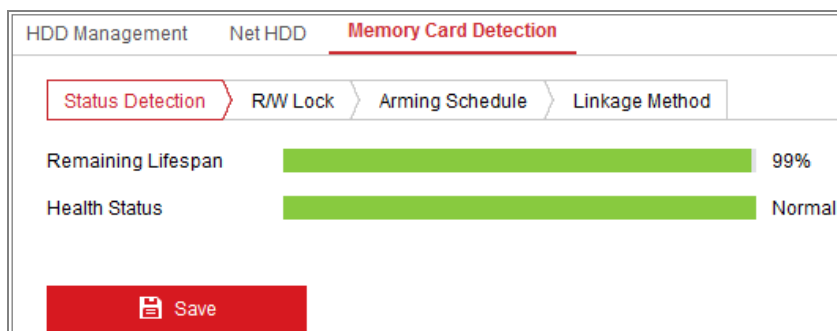 HDD Management Net HDD Memory Card Detection
Status Detection R/W Lock Arming Schedule Linkage Method
Remaining Lifespan 99%
Health Status Normal
Save